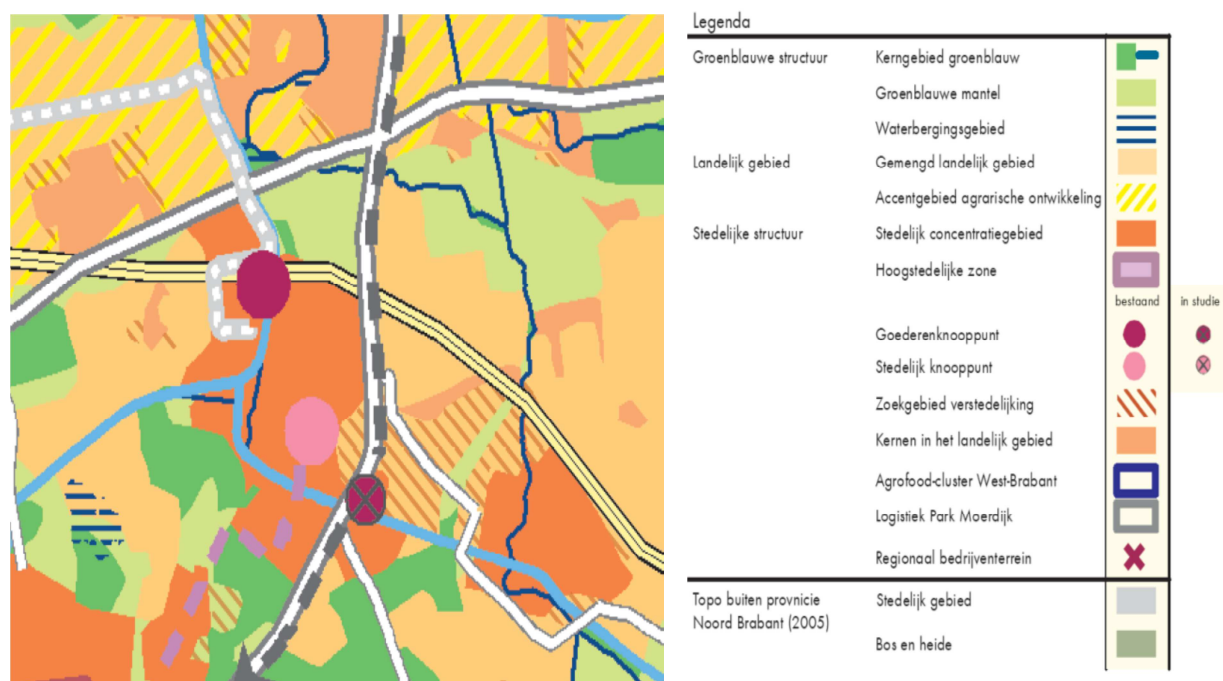 Legenda
Groenblauwe structuur Kerngebied groenblauw
Groenblauwe mantel
Waterbergingsgebied
Landelijk gebied Gemengd landelijk gebied
Accentgebied agrarische ontwikkeling
Stedelijke structuur Stedelijk concentratiegebied
Hoogstedelijke zone
bestaand in studie
Goederenknooppunt
Stedelijk knooppunt
Zoekgebied verstedelijking
Kernen in het landelijk gebied
Agrofood-cluster West-Brabant
Logistiek Park Moerdijk
Regionaal bedrijventerrein
Topo buiten provnicie Stedelijk gebied
Noord Brabant (2005)
Bos en heide